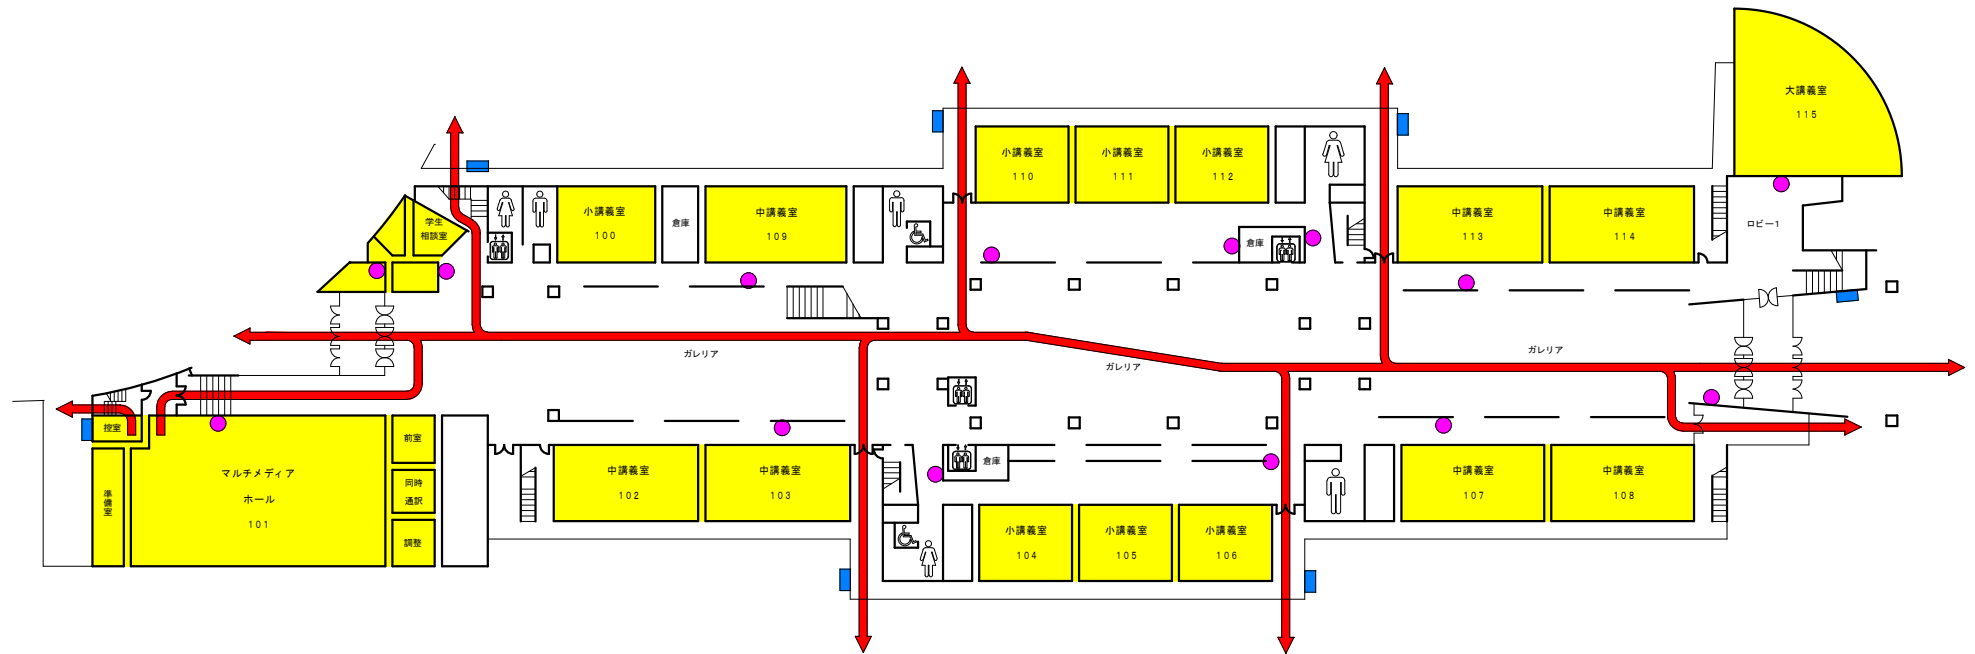 大講義室
115
小講義室
110
小講義室
111
小講義室
112
学生
相談室
小講義室
100
倉庫
中講義室
109
中講義室
113
中講義室
114
ロビー1
倉庫
ガレリア
ガレリア
ガレリア
控室
準備室
マルチメディア
ホール
101
前室
同時
通訳
調整
中講義室
102
中講義室
103
倉庫
小講義室
104
小講義室
105
小講義室
106
中講義室
107
中講義室
108